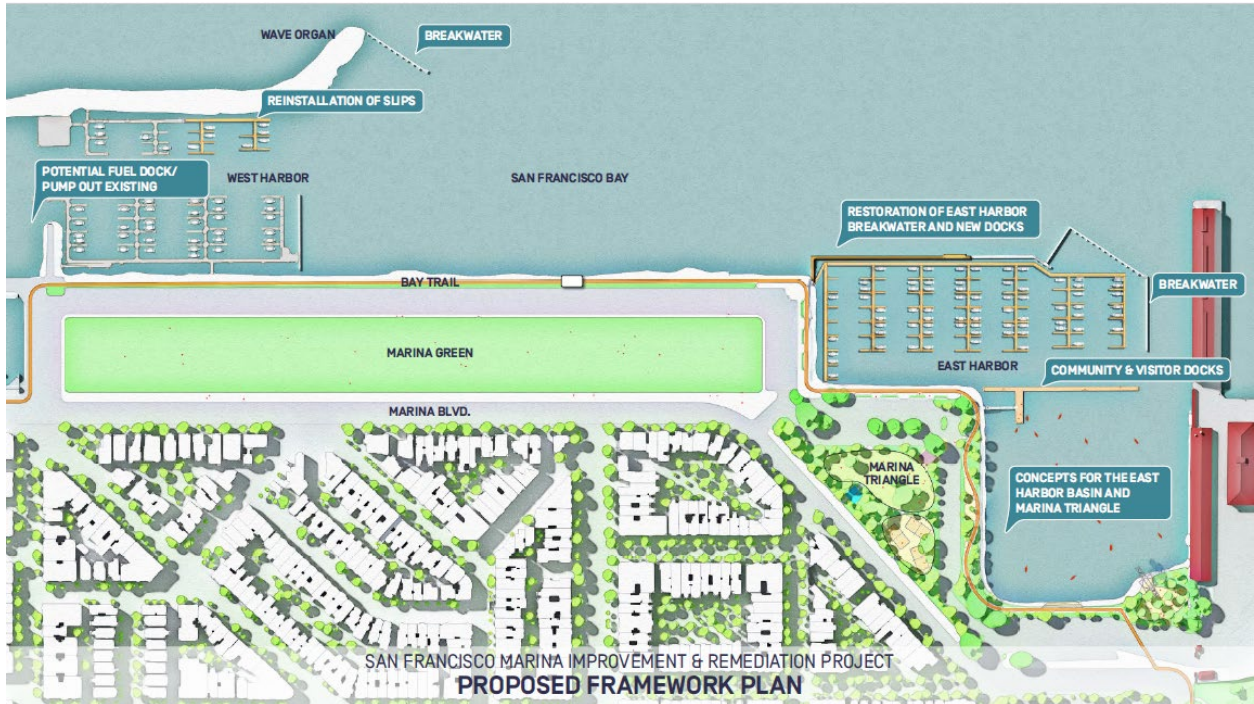 WAVE ORGAN
BREAKWATER
REINSTALLATION OF SLIPS
POTENTIAL FUEL DOCK/
PUMP OUT EXISTING
WEST HARBOR
SAN FRANCISCO BAY
RESTORATION OF EAST HARBOR
BREAKWATER AND NEW DOCKS
BAY TRAIL
BREAKWATER
MARINA GREEN
EAST HARBOR
COMMUNITY & VISITOR DOCKS
MARINA BLVD.
MARINA
TRIANGLE
CONCEPTS FOR THE EAST
HARBOR BASIN AND
MARINA TRIANGLE
SAN FRANCISCO MARINA IMPROVEMENT & REMEDIATION PROJECT
PROPOSED FRAMEWORK PLAN